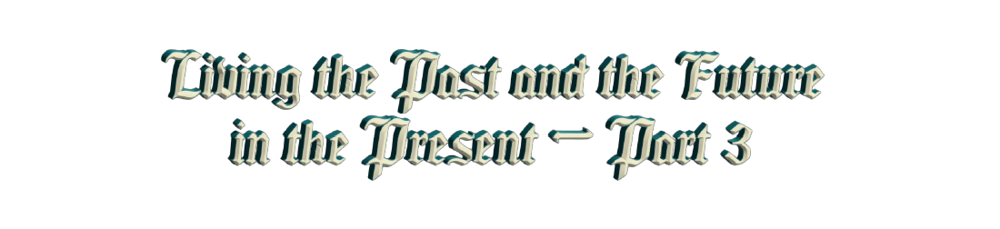 Living the Past and the Future
in the Present — Part 3